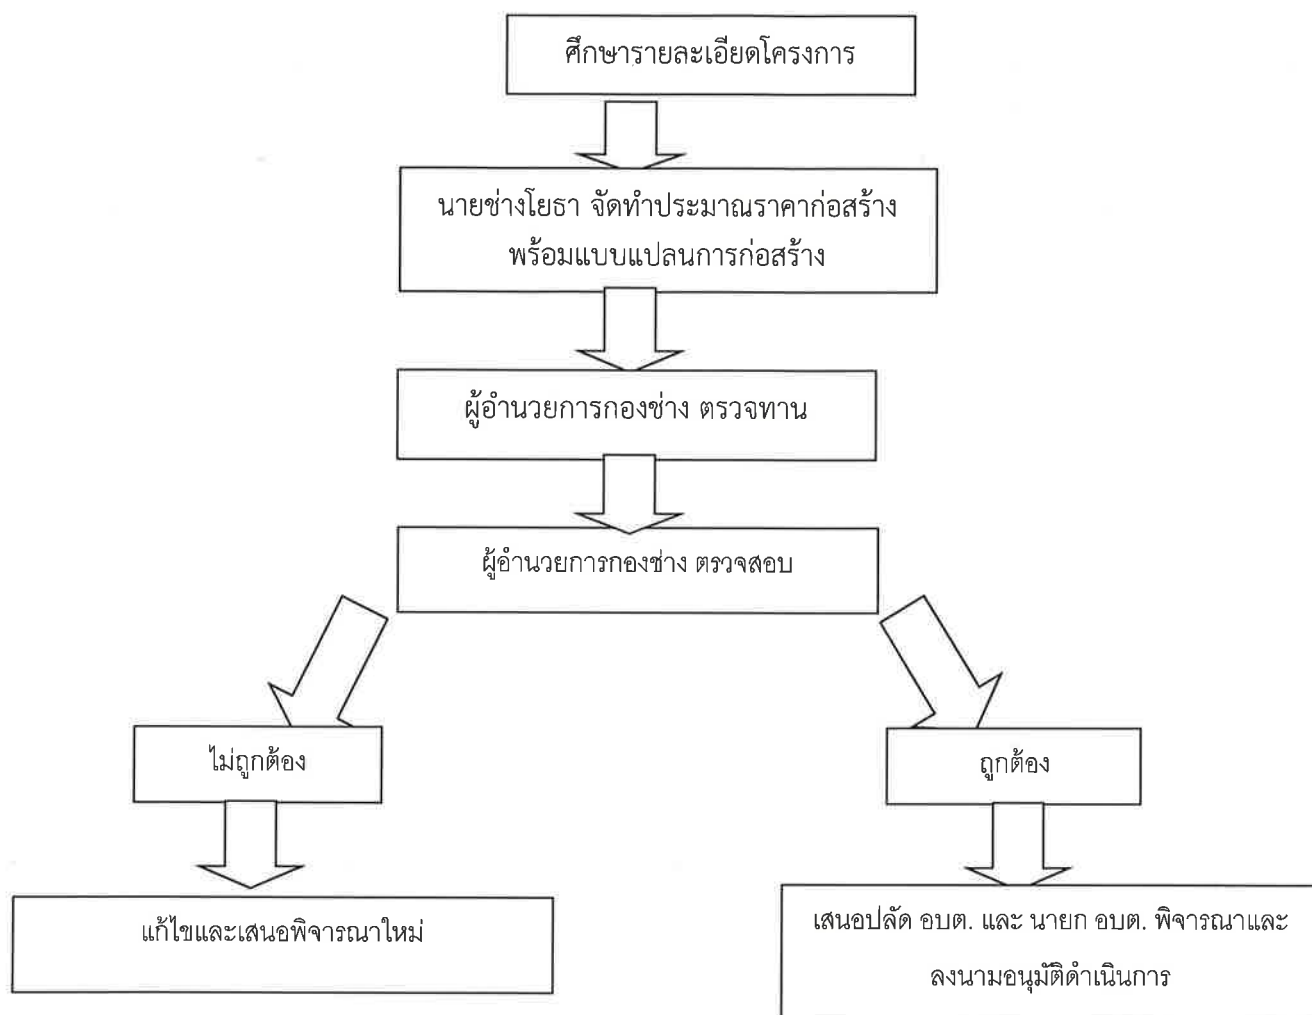 ศึกษารายละเอียดโครงการ
นายช่างโยธา จัดทำประมาณราคาก่อสร้าง
พร้อมแบบแปลนการก่อสร้าง
ผู้อำนวยการกองช่าง ตรวจทาน
ผู้อำนวยการกองช่าง ตรวจสอบ
ไม่ถูกต้อง
ถูกต้อง
แก้ไขและเสนอพิจารณาใหม่
เสนอปลัด อบต. และ นายก อบต. พิจารณาและ
ลงนามอนุมัติดำเนินการ